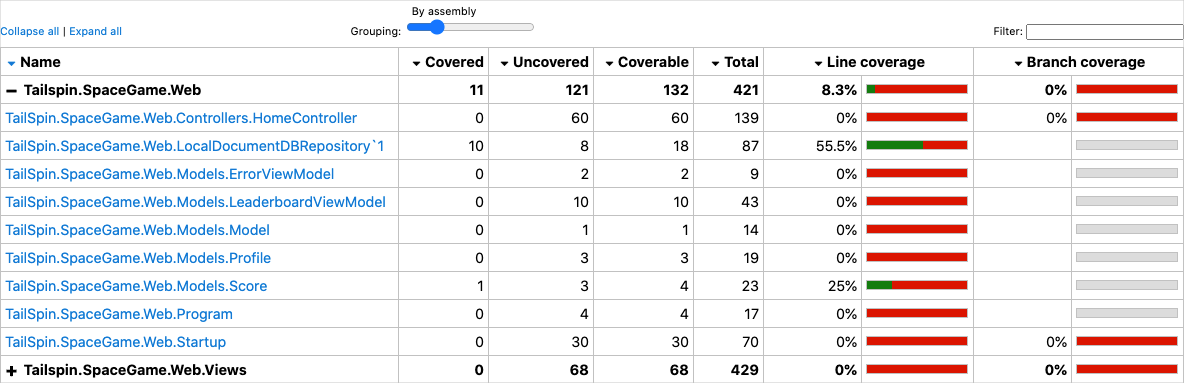 By assembly
Collapse all | Expand all Grouping: Filter:
Name Covered Uncovered Coverable Total Line coverage Branch coverage
Tailspin.SpaceGame.Web 11 121 132 421 8.3% 0%
TailSpin.SpaceGame.Web.Controllers.HomeController 0 60 60 139 0% 0%
TailSpin.SpaceGame.Web.LocalDocumentDBRepository`1 10 8 18 87 55.5%
TailSpin.SpaceGame.Web.Models.ErrorViewModel 0 2 2 9 0%
TailSpin.SpaceGame.Web.Models.LeaderboardViewModel 0 10 10 43 0%
TailSpin.SpaceGame.Web.Models.Model 0 1 1 14 0%
TailSpin.SpaceGame.Web.Models.Profile 0 3 3 19 0%
TailSpin.SpaceGame.Web.Models.Score 1 3 4 23 25%
TailSpin.SpaceGame.Web.Program 0 4 4 17 0%
TailSpin.SpaceGame.Web.Startup 0 30 30 70 0% 0%
Tailspin.SpaceGame.Web.Views 0 68 68 429 0% 0%